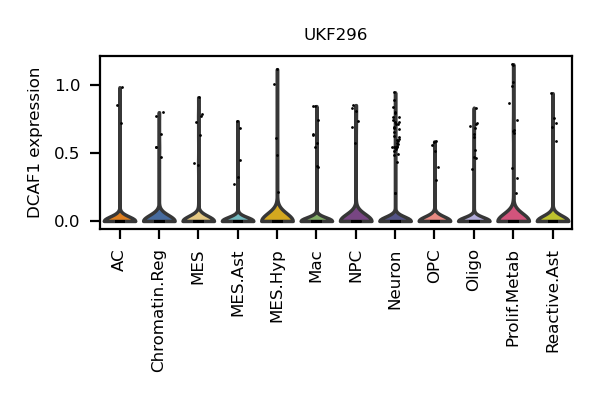 UKF296
DCAF1 expression
1.0
0.5
0.0
AC
Chromatin.Reg
MES
MES.Ast
MES.Hyp
Mac
NPC
Neuron
OPC
Oligo
Prolif.Metab
Reactive.Ast